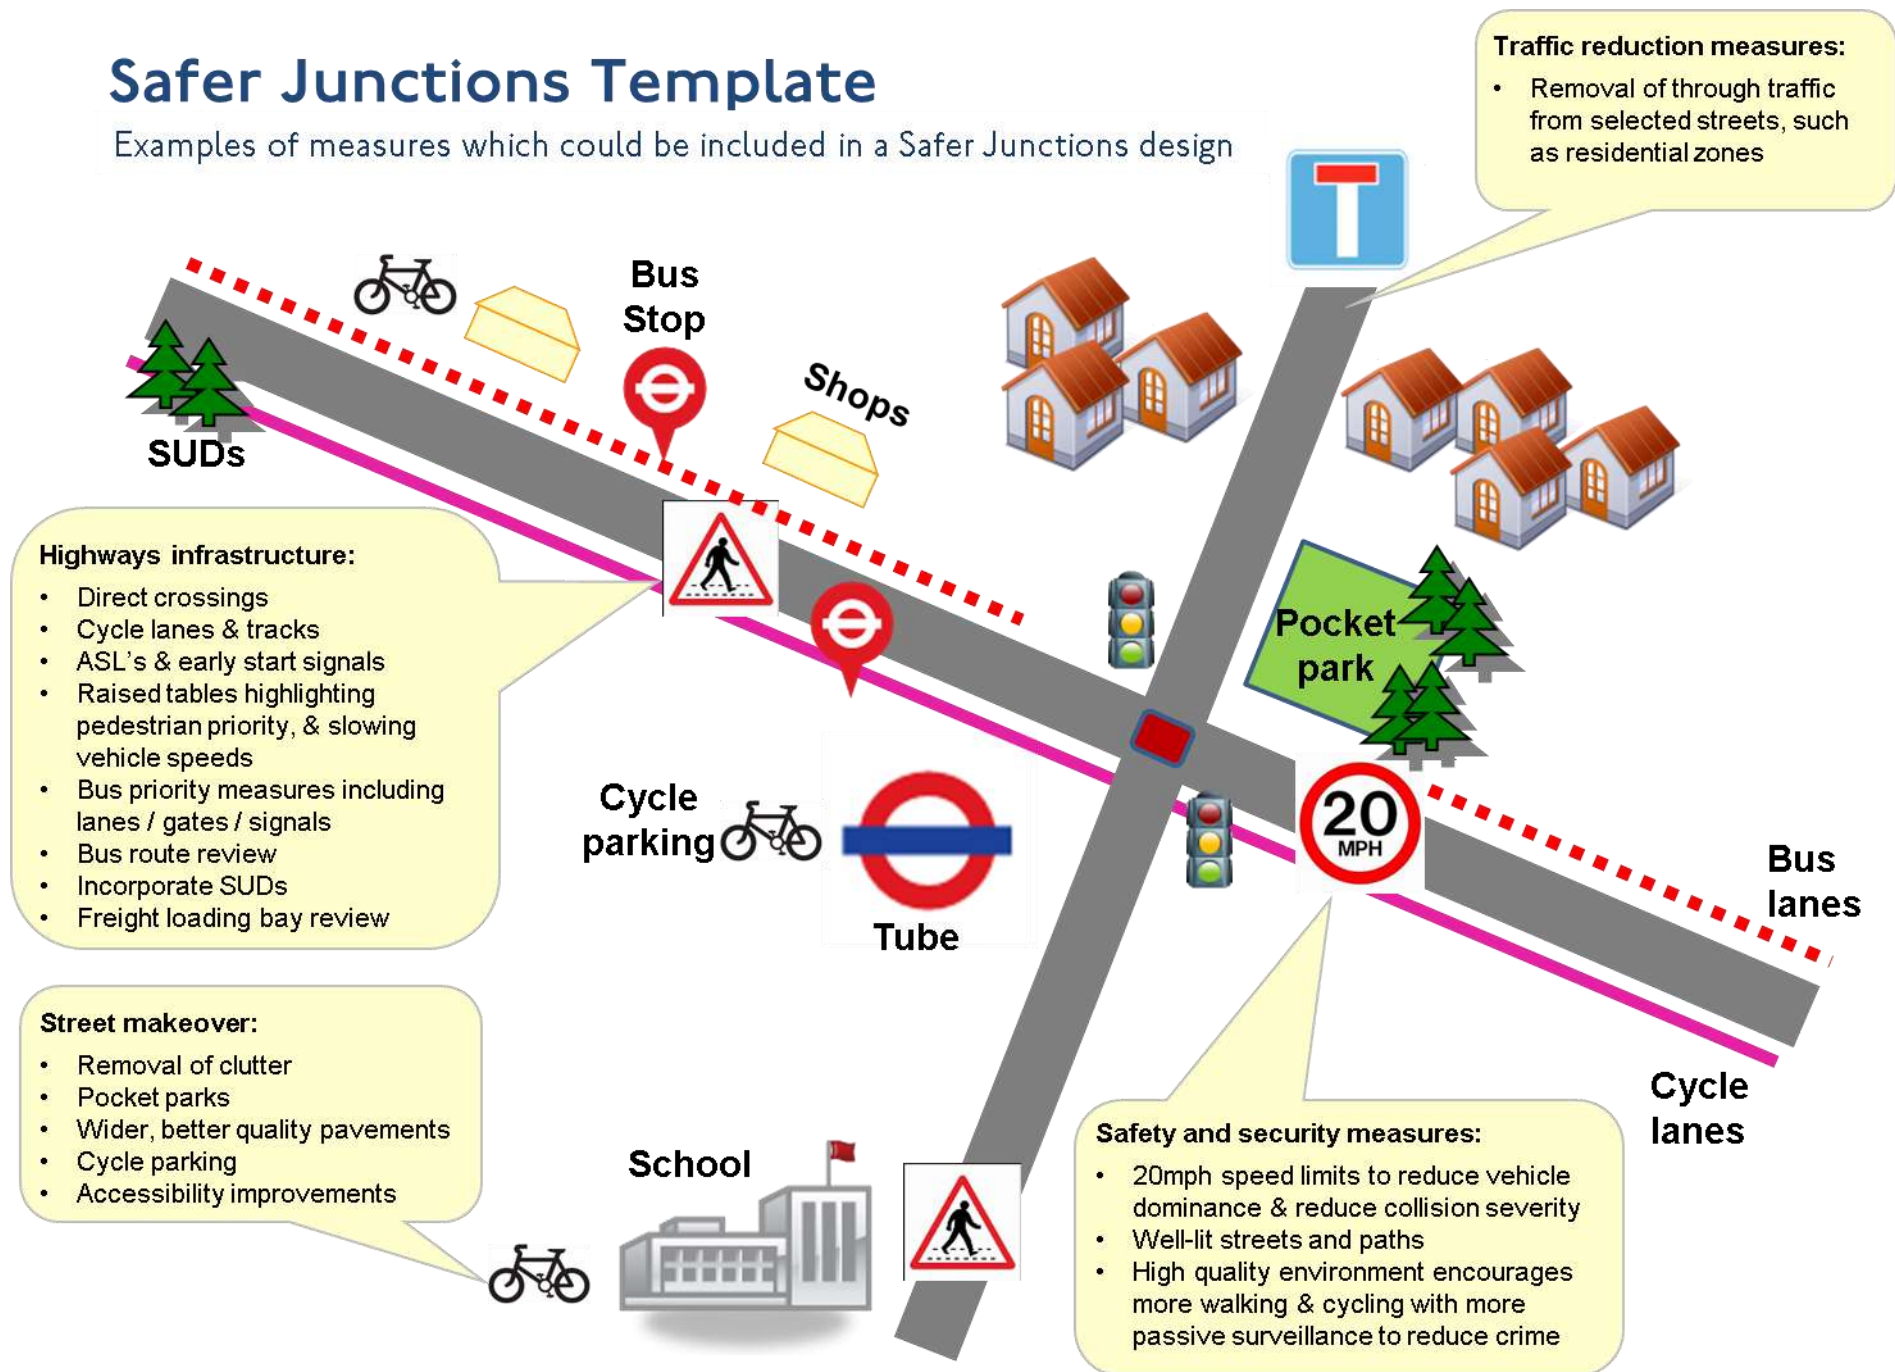 Safer Junctions Template
Examples of measures which could be included in a Safer Junctions design
Traffic reduction measures:
• Removal of through traffic
from selected streets, such
as residential zones
T
Bus
Stop
Shops
SUDs
Highways infrastructure:
• Direct crossings
• Cycle lanes & tracks
• ASL's & early start signals
• Raised tables highlighting
pedestrian priority, & slowing
vehicle speeds
• Bus priority measures including
lanes / gates / signals
• Bus route review
• Incorporate SUDs
• Freight loading bay review
Pocket
park
Cycle
parking
Tube
20
MPH
Bus
lanes
Cycle
lanes
Street makeover:
• Removal of clutter
• Pocket parks
• Wider, better quality pavements
• Cycle parking
• Accessibility improvements
School
Safety and security measures:
• 20mph speed limits to reduce vehicle
dominance & reduce collision severity
• Well-lit streets and paths
• High quality environment encourages
more walking & cycling with more
passive surveillance to reduce crime